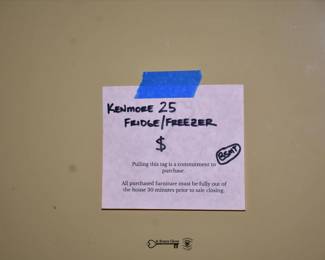 KENMORE 25
FRIDGE/FREEZER
$
BSMT
Pulling this tag is a commitment to
purchase.
All purchased furniture must be fully out of
the house 30 minutes prior to sale closing.